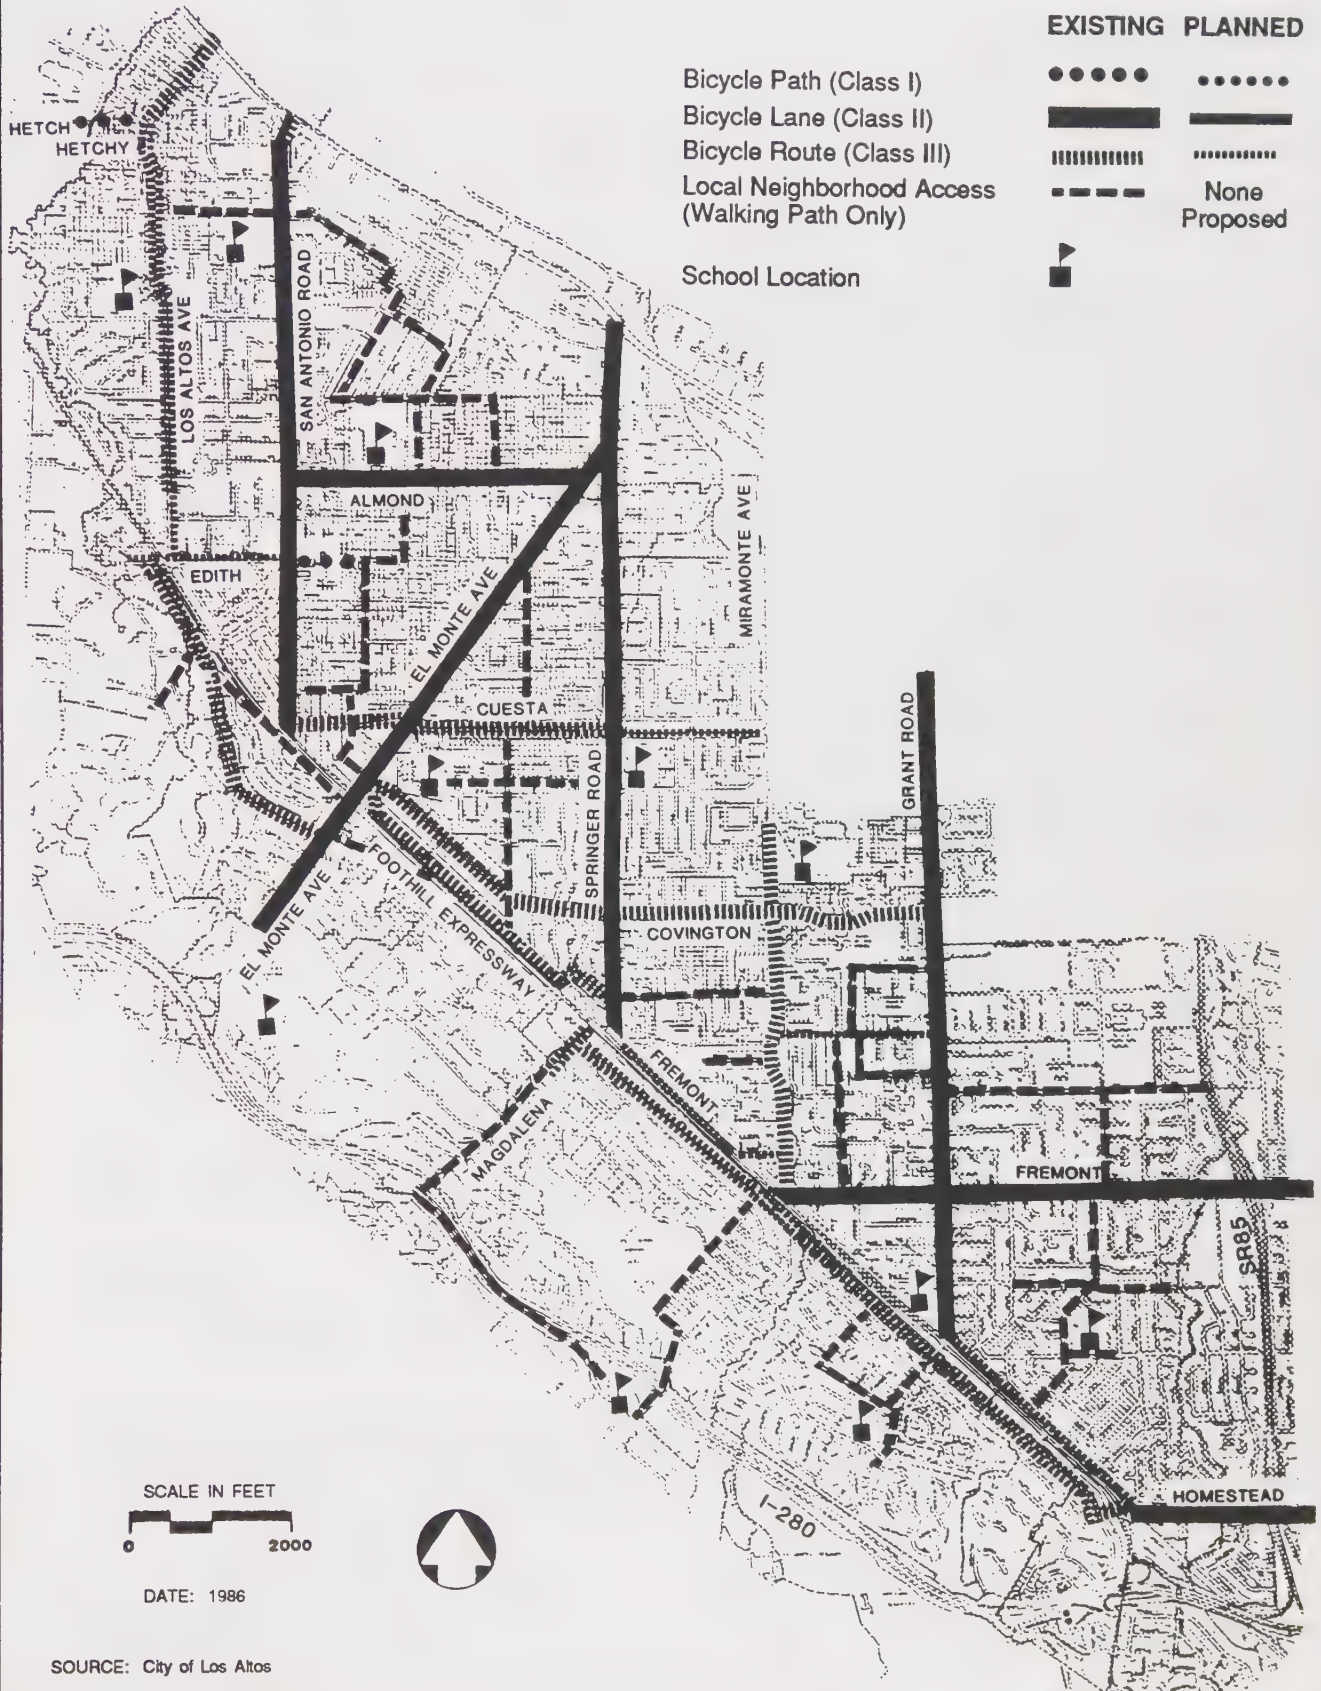 EXISTING PLANNED
Bicycle Path (Class I)
Bicycle Lane (Class II)
Bicycle Route (Class III)
Local Neighborhood Access
(Walking Path Only)
None
Proposed
School Location
HETCH
HETCHY
LOS ALTOS AVE
SAN ANTONIO ROAD
ALMOND
EDITH
EL MONTE AVE
MIRAMONTE AVE
CUESTA
SPRINGER ROAD
GRANT ROAD
FOOTHILL EXPRESSWAY
EL MONTE AVE
COVINGTON
FREMONT
MAGDALENA
FREMONT
SR85
HOMESTEAD
I-280
SCALE IN FEET
0 2000
DATE: 1986
SOURCE: City of Los Altos